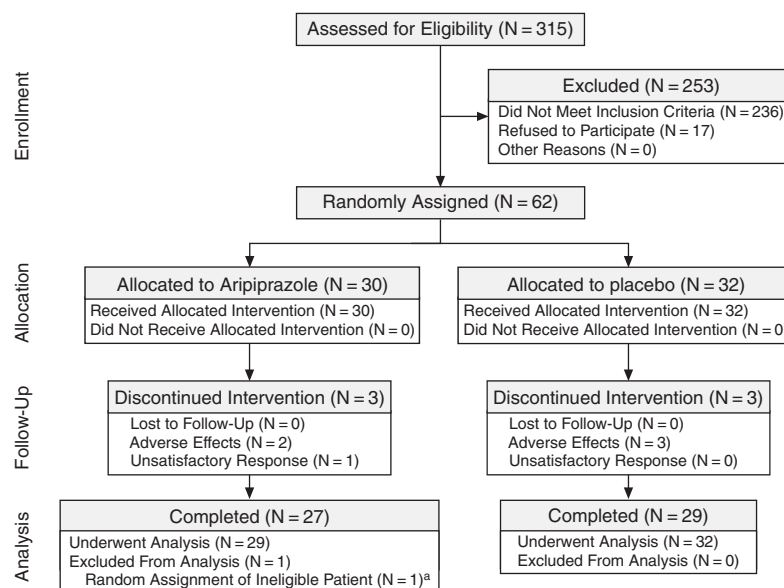 Assessed for Eligibility (N = 315)
Enrollment
Excluded (N = 253)
Did Not Meet Inclusion Criteria (N = 236)
Refused to Participate (N = 17)
Other Reasons (N = 0)
Randomly Assigned (N = 62)
Allocation
Allocated to Aripiprazole (N = 30)
Received Allocated Intervention (N = 30)
Did Not Receive Allocated Intervention (N = 0)
Allocated to placebo (N = 32)
Received Allocated Intervention (N = 32)
Did Not Receive Allocated Intervention (N = 0
Follow-Up
Discontinued Intervention (N = 3)
Lost to Follow-Up (N = 0)
Adverse Effects (N = 2)
Unsatisfactory Response (N = 1)
Discontinued Intervention (N = 3)
Lost to Follow-Up (N = 0)
Adverse Effects (N = 3)
Unsatisfactory Response (N = 0)
Analysis
Completed (N = 27)
Underwent Analysis (N = 29)
Excluded From Analysis (N = 1)
Random Assignment of Ineligible Patient (N = 1)ª
Completed (N = 29)
Underwent Analysis (N = 32)
Excluded From Analysis (N = 0)